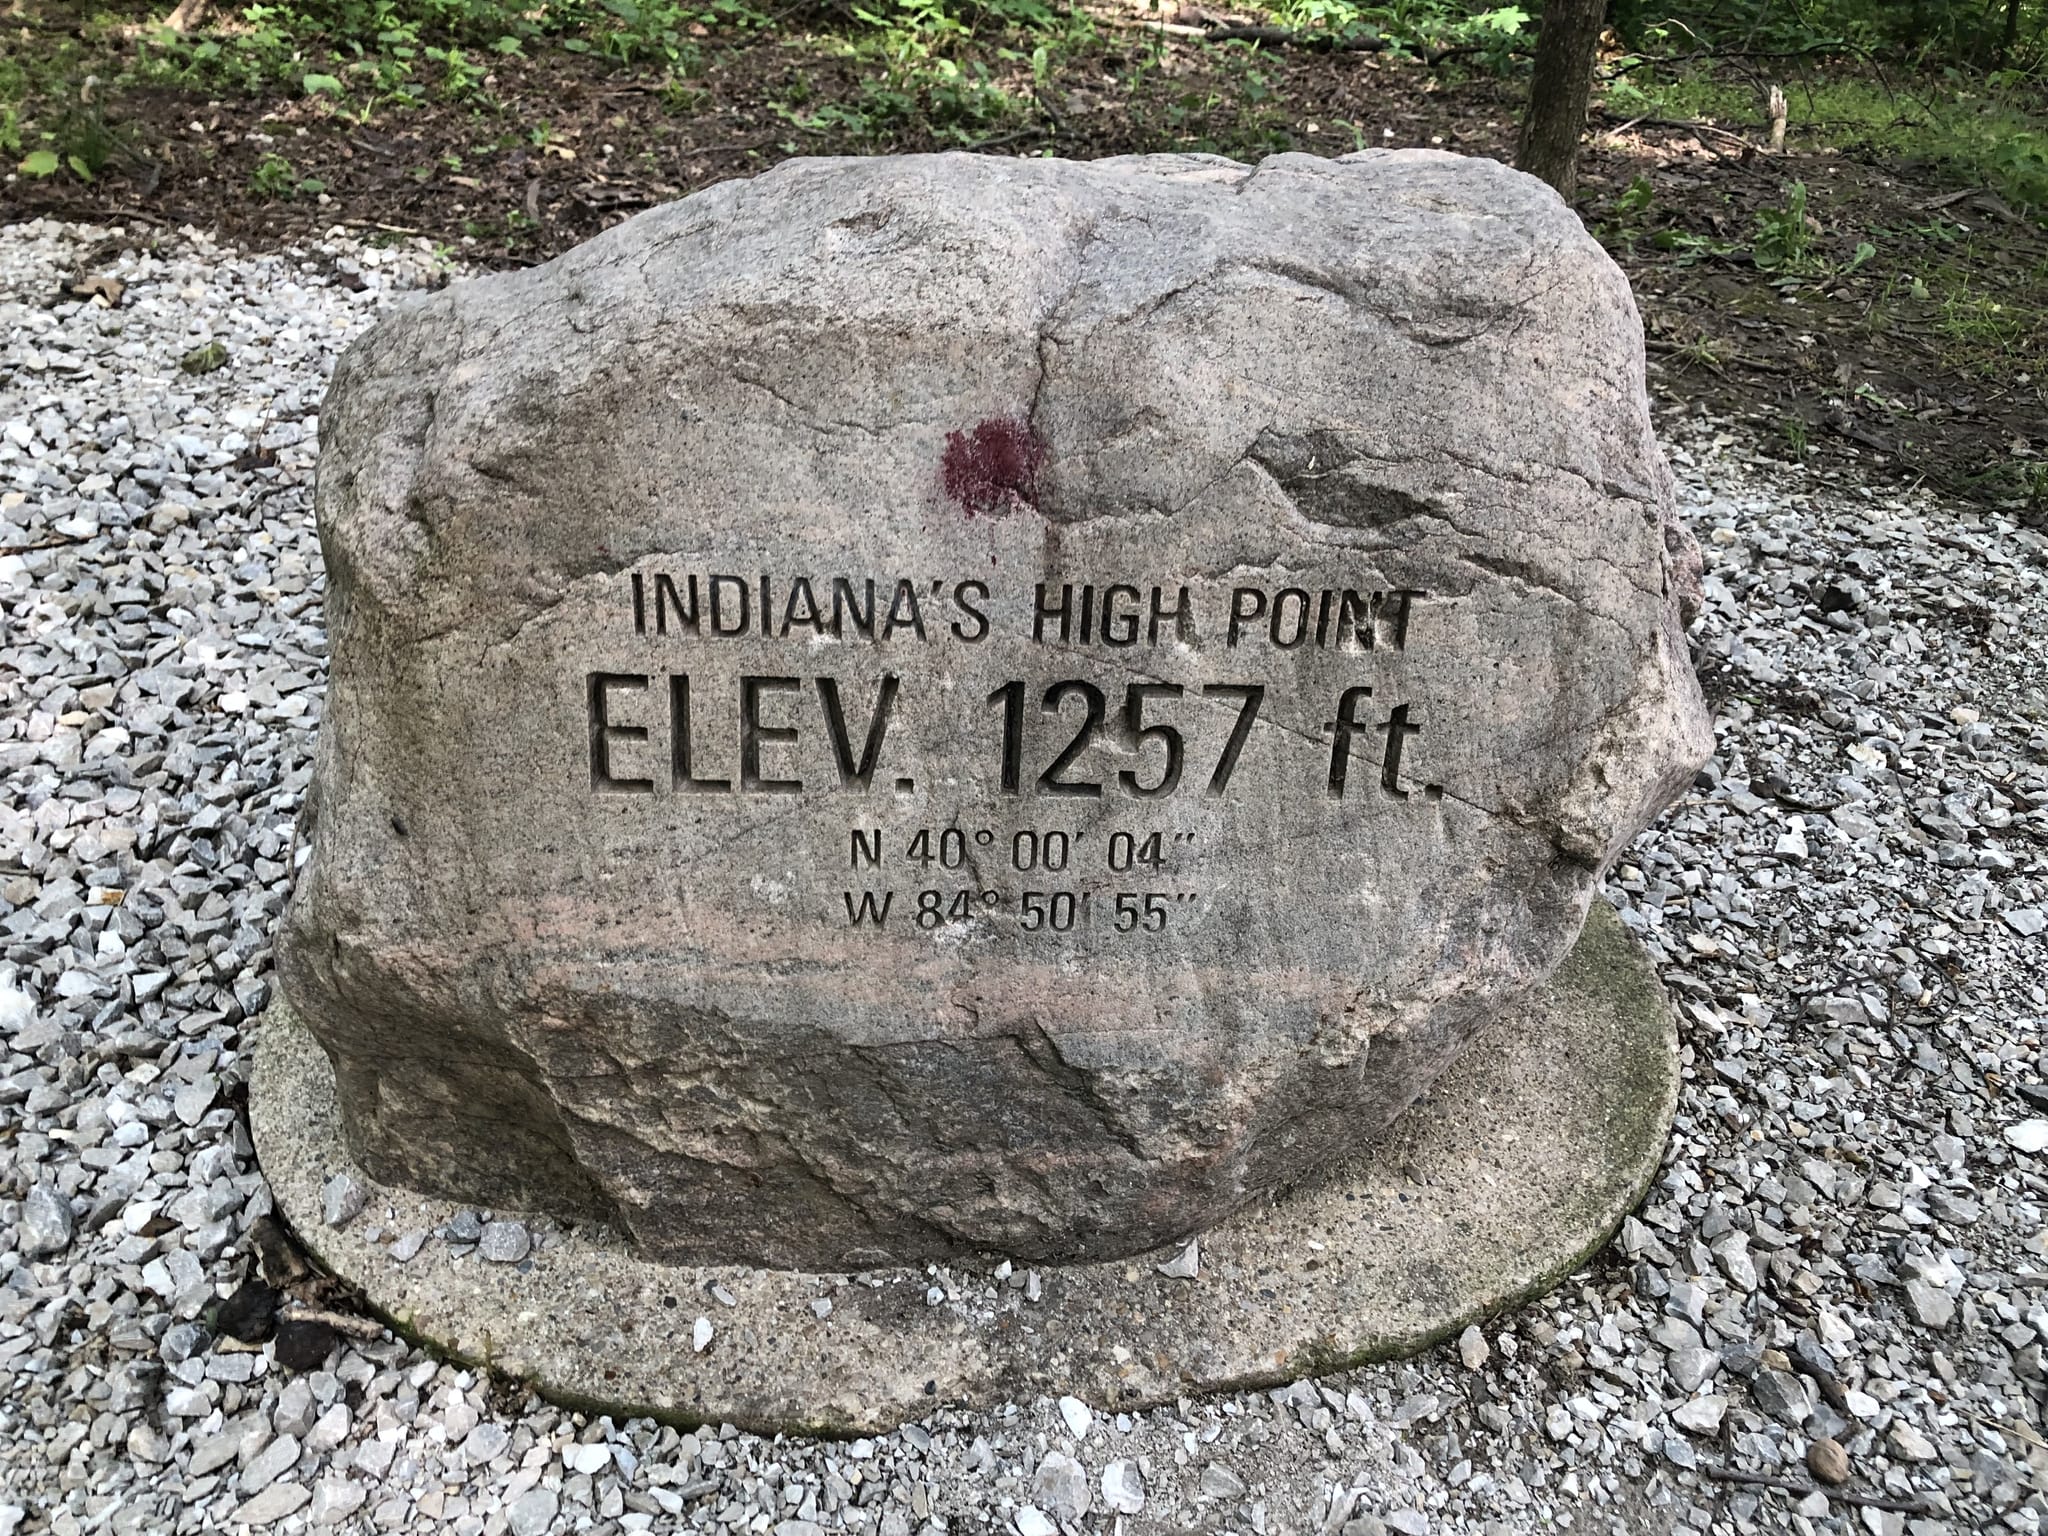 INDIANA'S HIGH POINT
ELEV. 1257 ft.
N 40° 00' 04"
W 84° 50' 55"